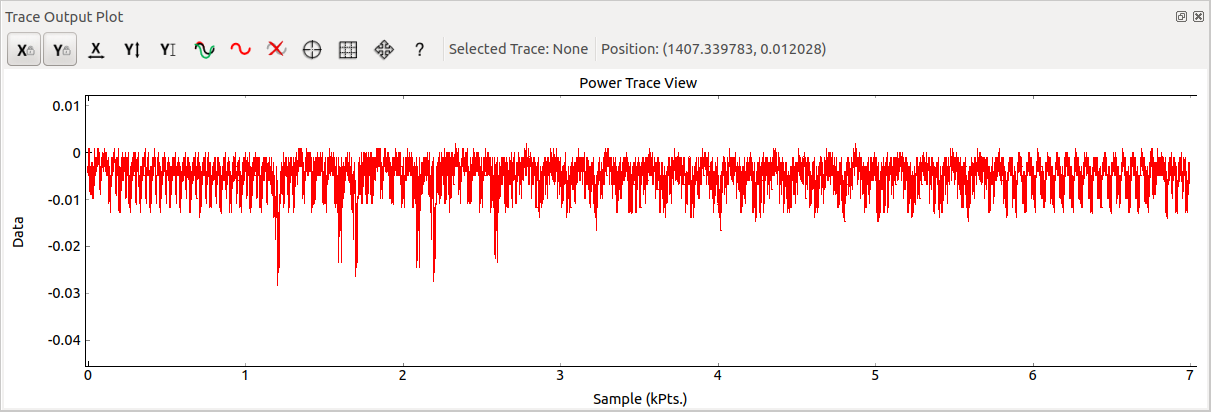 Trace Output Plot
X Y X Y Y ? Selected Trace: None Position: (1407.339783, 0.012028)
Power Trace View
0.01
0
-0.01
-0.02
-0.03
-0.04
Data
0 1 2 3 4 5 6 7
Sample (kPts.)